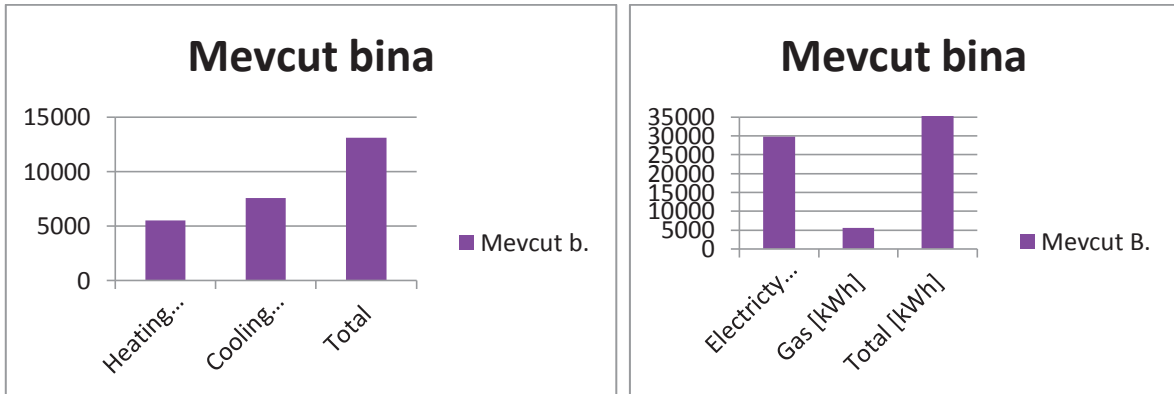 Mevcut bina
15000
10000
5000
0
Heating...
Cooling...
Total
Mevcut b.
Mevcut bina
35000
30000
25000
20000
15000
10000
5000
0
Electricty...
Gas [kWh]
Total [kWh]
Mevcut B.